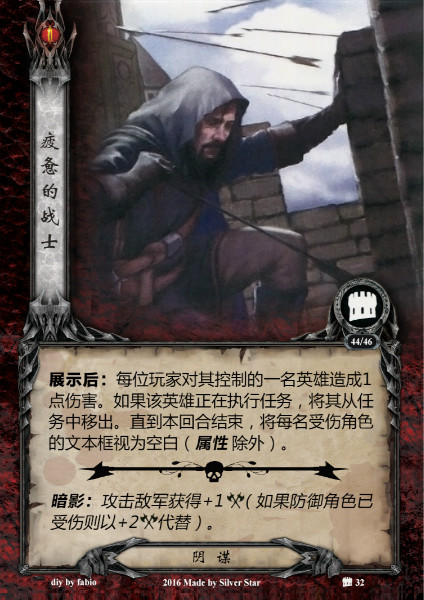 疲惫的战士
44/46
展示后：每位玩家对其控制的一名英雄造成1
点伤害。如果该英雄正在执行任务，将其从任
务中移出。直到本回合结束，将每名受伤角色
的文本框视为空白（属性除外）。
暗影：攻击敌军获得+1（如果防御角色已
受伤则以+2代替）。
阴谋
diy by fabio
2016 Made by Silver Star
32